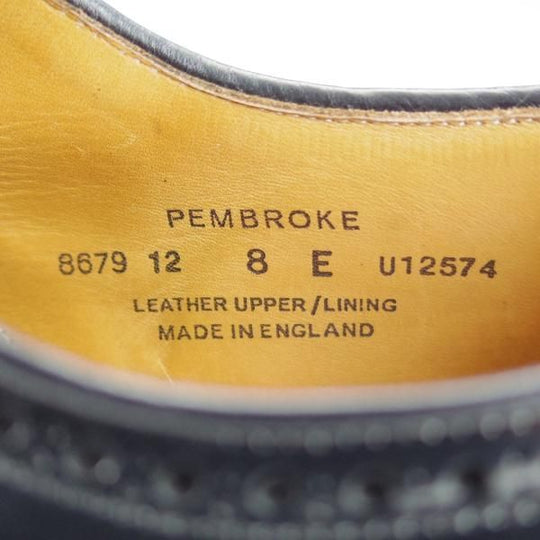 PEMBROKE
8679 12 8 E U12574
LEATHER UPPER/LINING
MADE IN ENGLAND